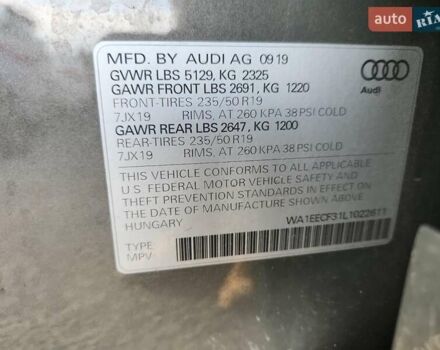 AUTO.RIA.com
MFD. BY AUDI AG 09 19
GVWR LBS 5129, KG 2325
GAWR FRONT LBS 2691, KG 1220
FRONT-TIRES 235/50 R19
7JX19 RIMS, AT 260 KPA 38 PSI COLD
GAWR REAR LBS 2647, KG 1200
REAR-TIRES 235/50 R19
7JX19 RIMS, AT 260 KPA 38 PSI COLD
Audi
THIS VEHICLE CONFORMS TO ALL APPLICABLE
U.S. FEDERAL MOTOR VEHICLE SAFETY AND
THEFT PREVENTION STANDARDS IN EFFECT ON
THE DATE OF MANUFACTURE SHOWN ABOVE
HUNGARY
WA1EECF31L1022611
TYPE
MPV